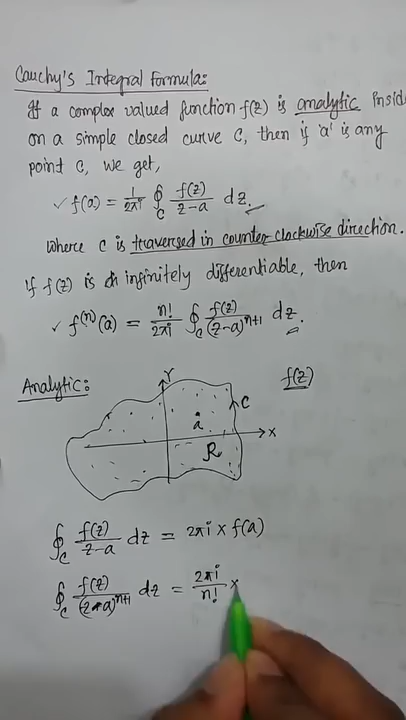 Cauchy's Integral Formula:
If a complex valued function f(z) is analytic inside
on a simple closed curve C, then if 'a' is any
point C, we get,
✓ f(a) = 1/2πi ∮_C f(z)/z-a dz.
where C is traversed in counter clockwise direction.
If f(z) is infinitely differentiable, then
✓ f^(n)(a) = n!/2πi ∮_C f(z)/(z-a)^n+1 dz.
Analytic:
Y
f(z)
C
a
X
R
∮_C f(z)/z-a dz = 2πi × f(a)
∮_C f(z)/(z-a)^n+1 dz = 2πi/n! ×